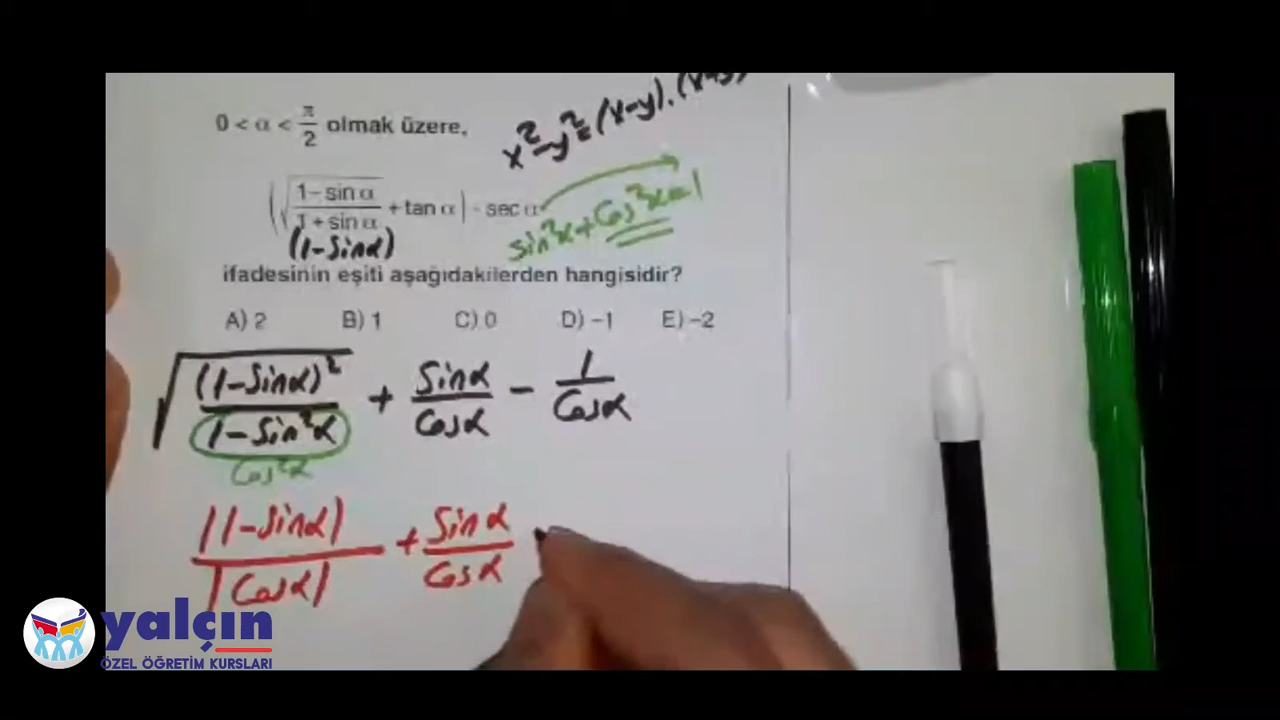 x²-y²=(x-y).(x+y)
0 < α < π/2 olmak üzere,
(√(1-sin α)/(1+sin α) + tan α) - sec α
(1-Sinα)
sin²x+Cos²x=1
ifadesinin eşiti aşağıdakilerden hangisidir?
A) 2 B) 1 C) 0 D) -1 E) -2
√(1-Sinα)²/(1-Sin²α) + Sinα/Cosα - 1/Cosα
Cos²α
|1-Sinα|/|Cosα| + Sinα/Cosα
yalçın
ÖZEL ÖĞRETİM KURSLARI